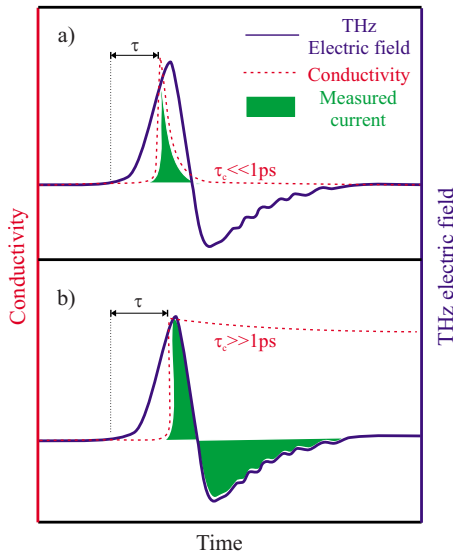 a)
τ
THz
Electric field
Conductivity
Measured
current
τc<<1ps
b)
τ
τc>>1ps
Conductivity
THz electric field
Time